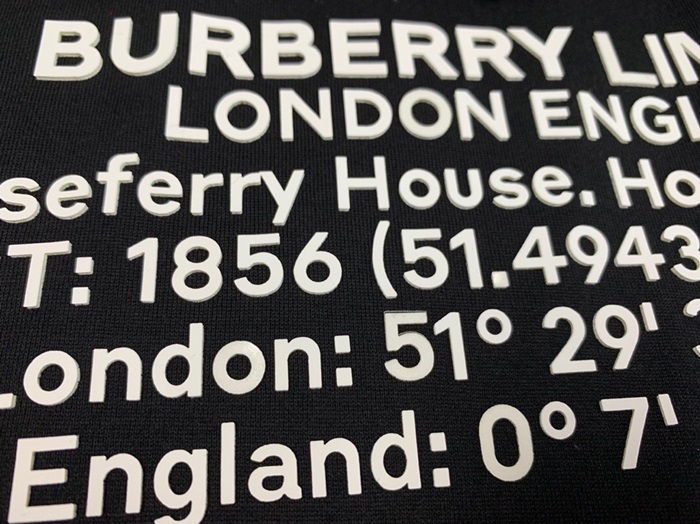 BURBERRY LIM
LONDON ENGL
seferry House. Ho
T: 1856 (51.4943
London: 51° 29'
England: 0° 7'